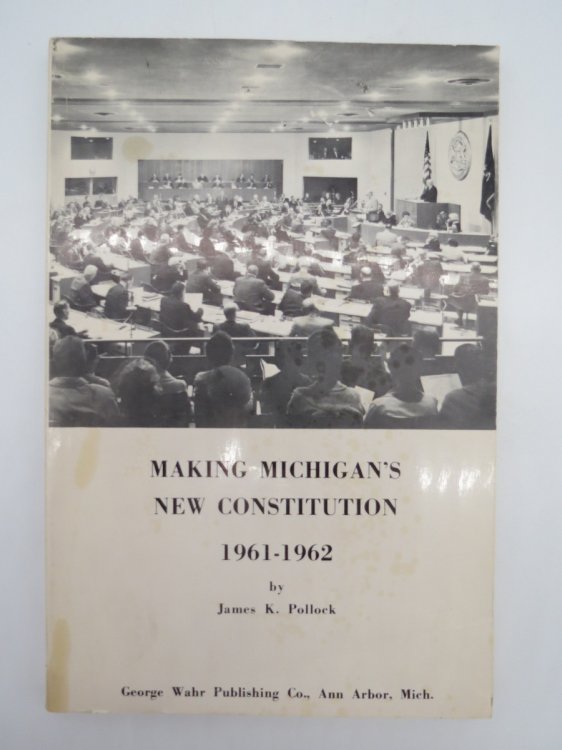 MAKING MICHIGAN'S
NEW CONSTITUTION
1961-1962
by
James K. Pollock
George Wahr Publishing Co., Ann Arbor, Mich.